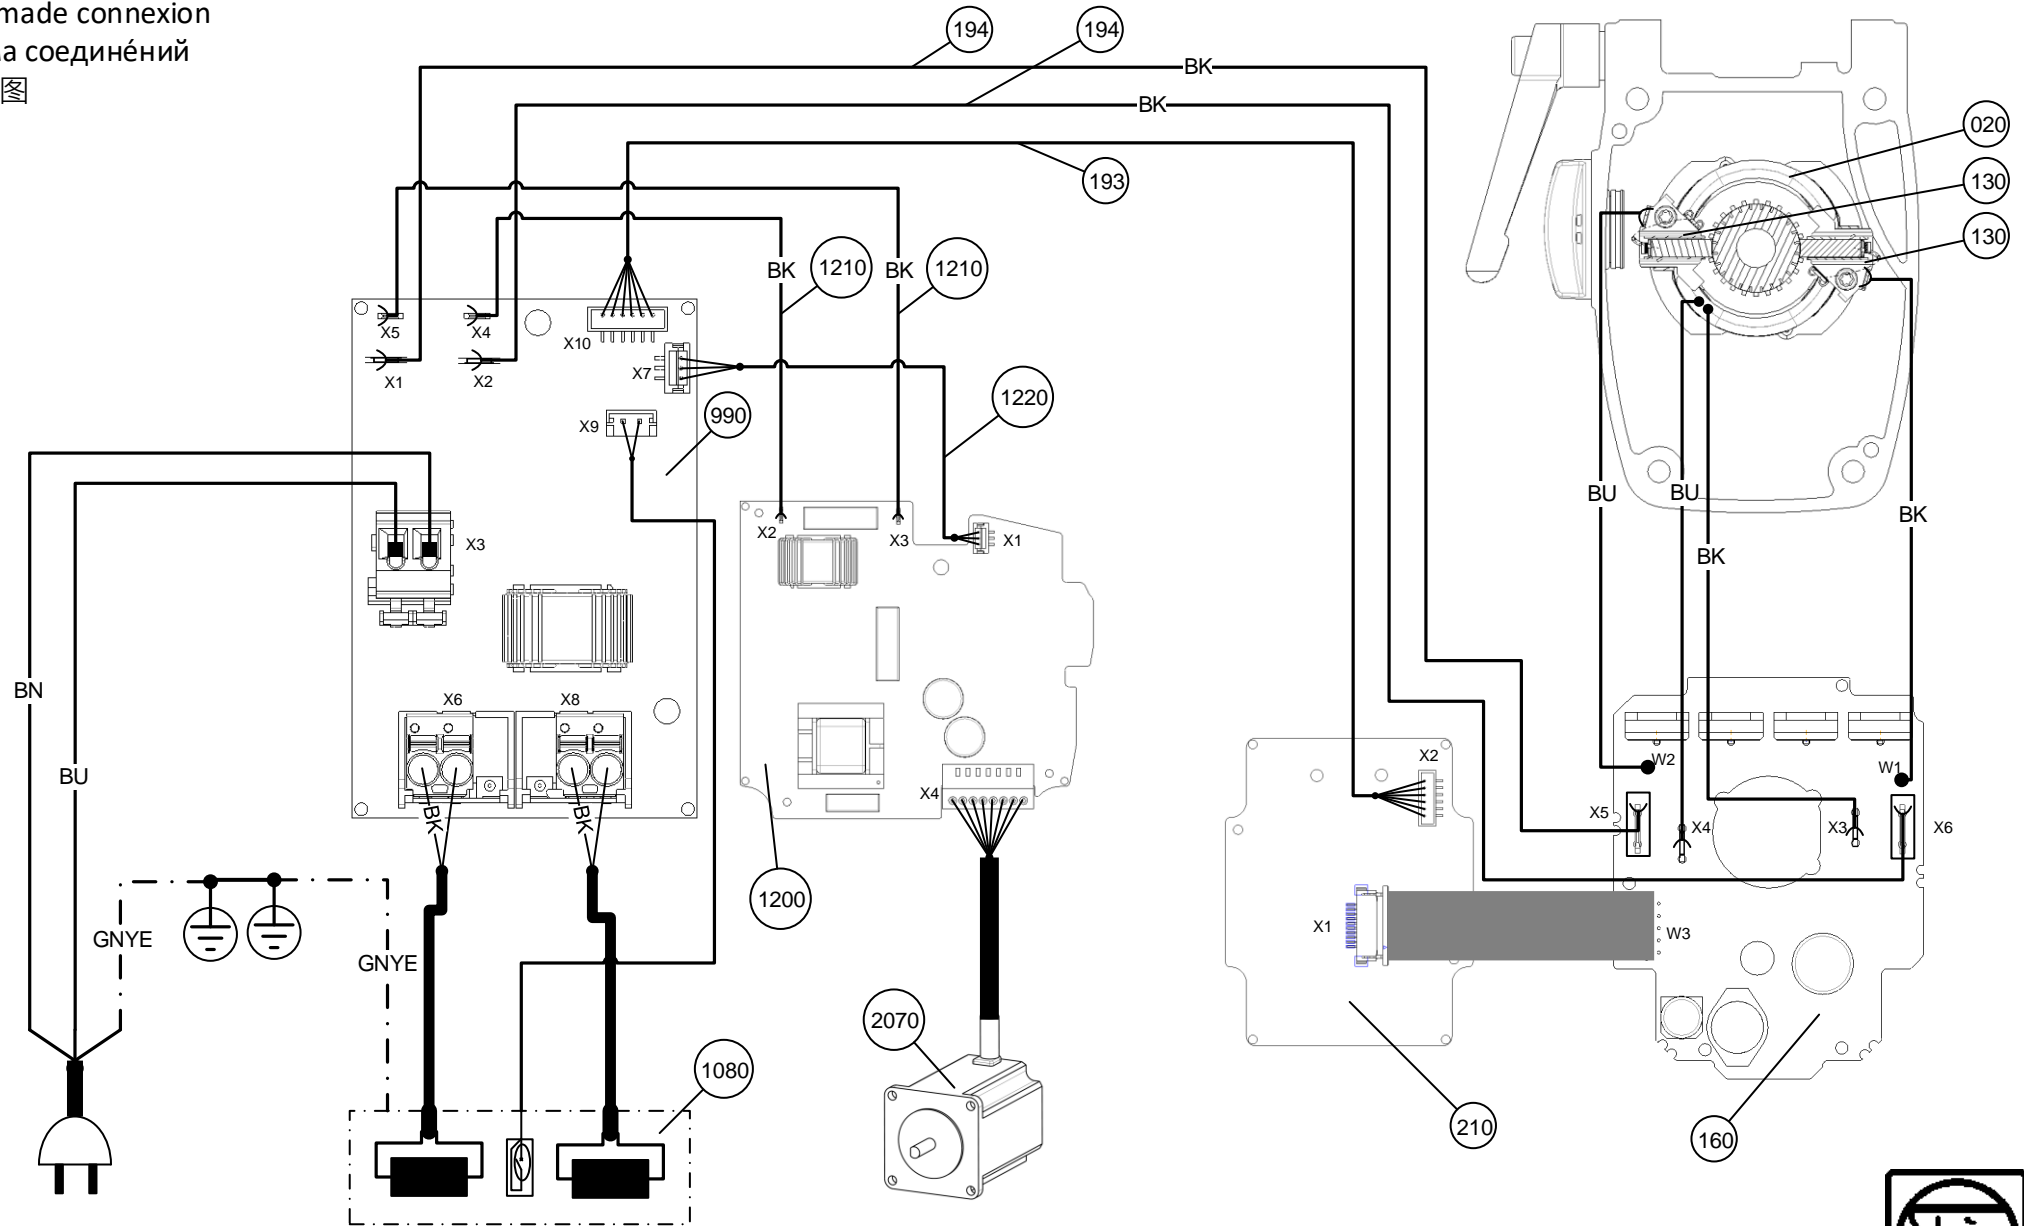 made connexion
а соединéний
图
194
194
BK
BK
020
193
130
130
BK
1210
BK
1210
X5
X4
X10
X1
X2
X7
1220
X9
990
BU
BU
BK
X3
X2
X3
X1
BK
BN
X6
X8
W2
W1
BU
X2
X4
BK
BK
X5
X4
X3
X6
1200
GNYE
GNYE
X1
W3
2070
1080
210
160